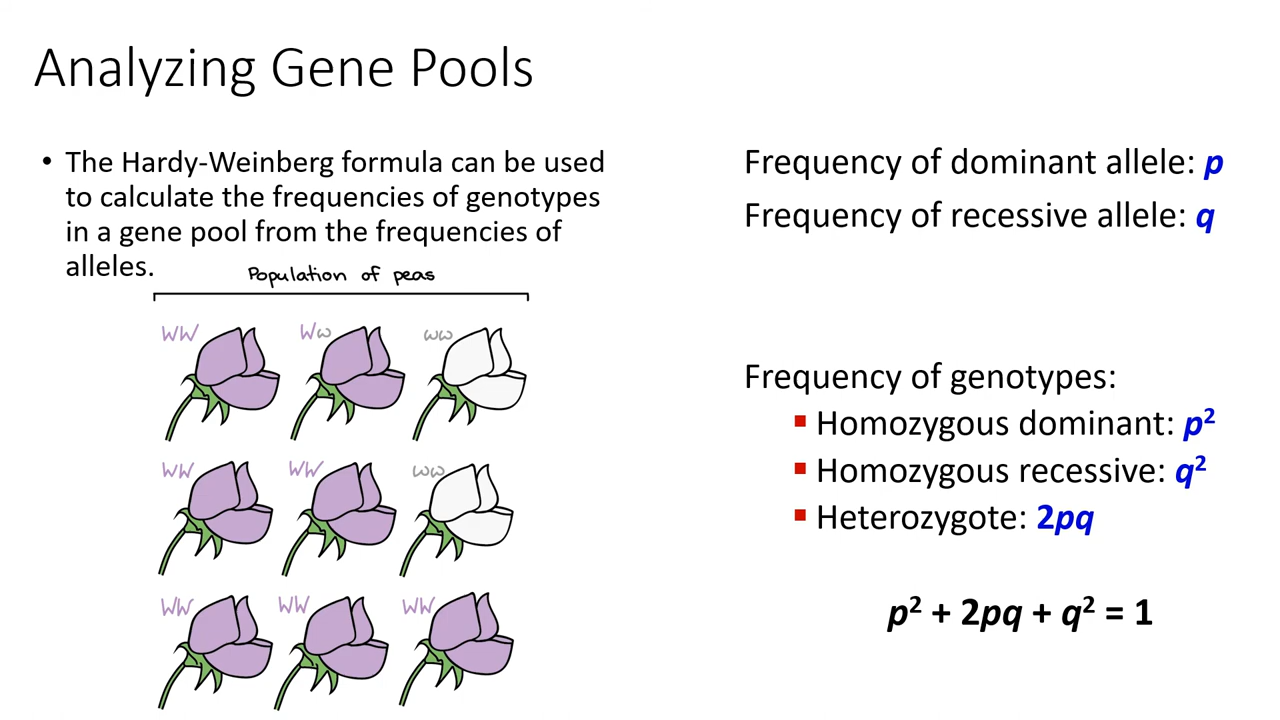 Analyzing Gene Pools
• The Hardy-Weinberg formula can be used
to calculate the frequencies of genotypes
in a gene pool from the frequencies of
alleles.
Population of peas
WW Ww ww
WW WW ww
WW WW WW
Frequency of dominant allele: p
Frequency of recessive allele: q
Frequency of genotypes:
▪ Homozygous dominant: p²
▪ Homozygous recessive: q²
▪ Heterozygote: 2pq
p² + 2pq + q² = 1